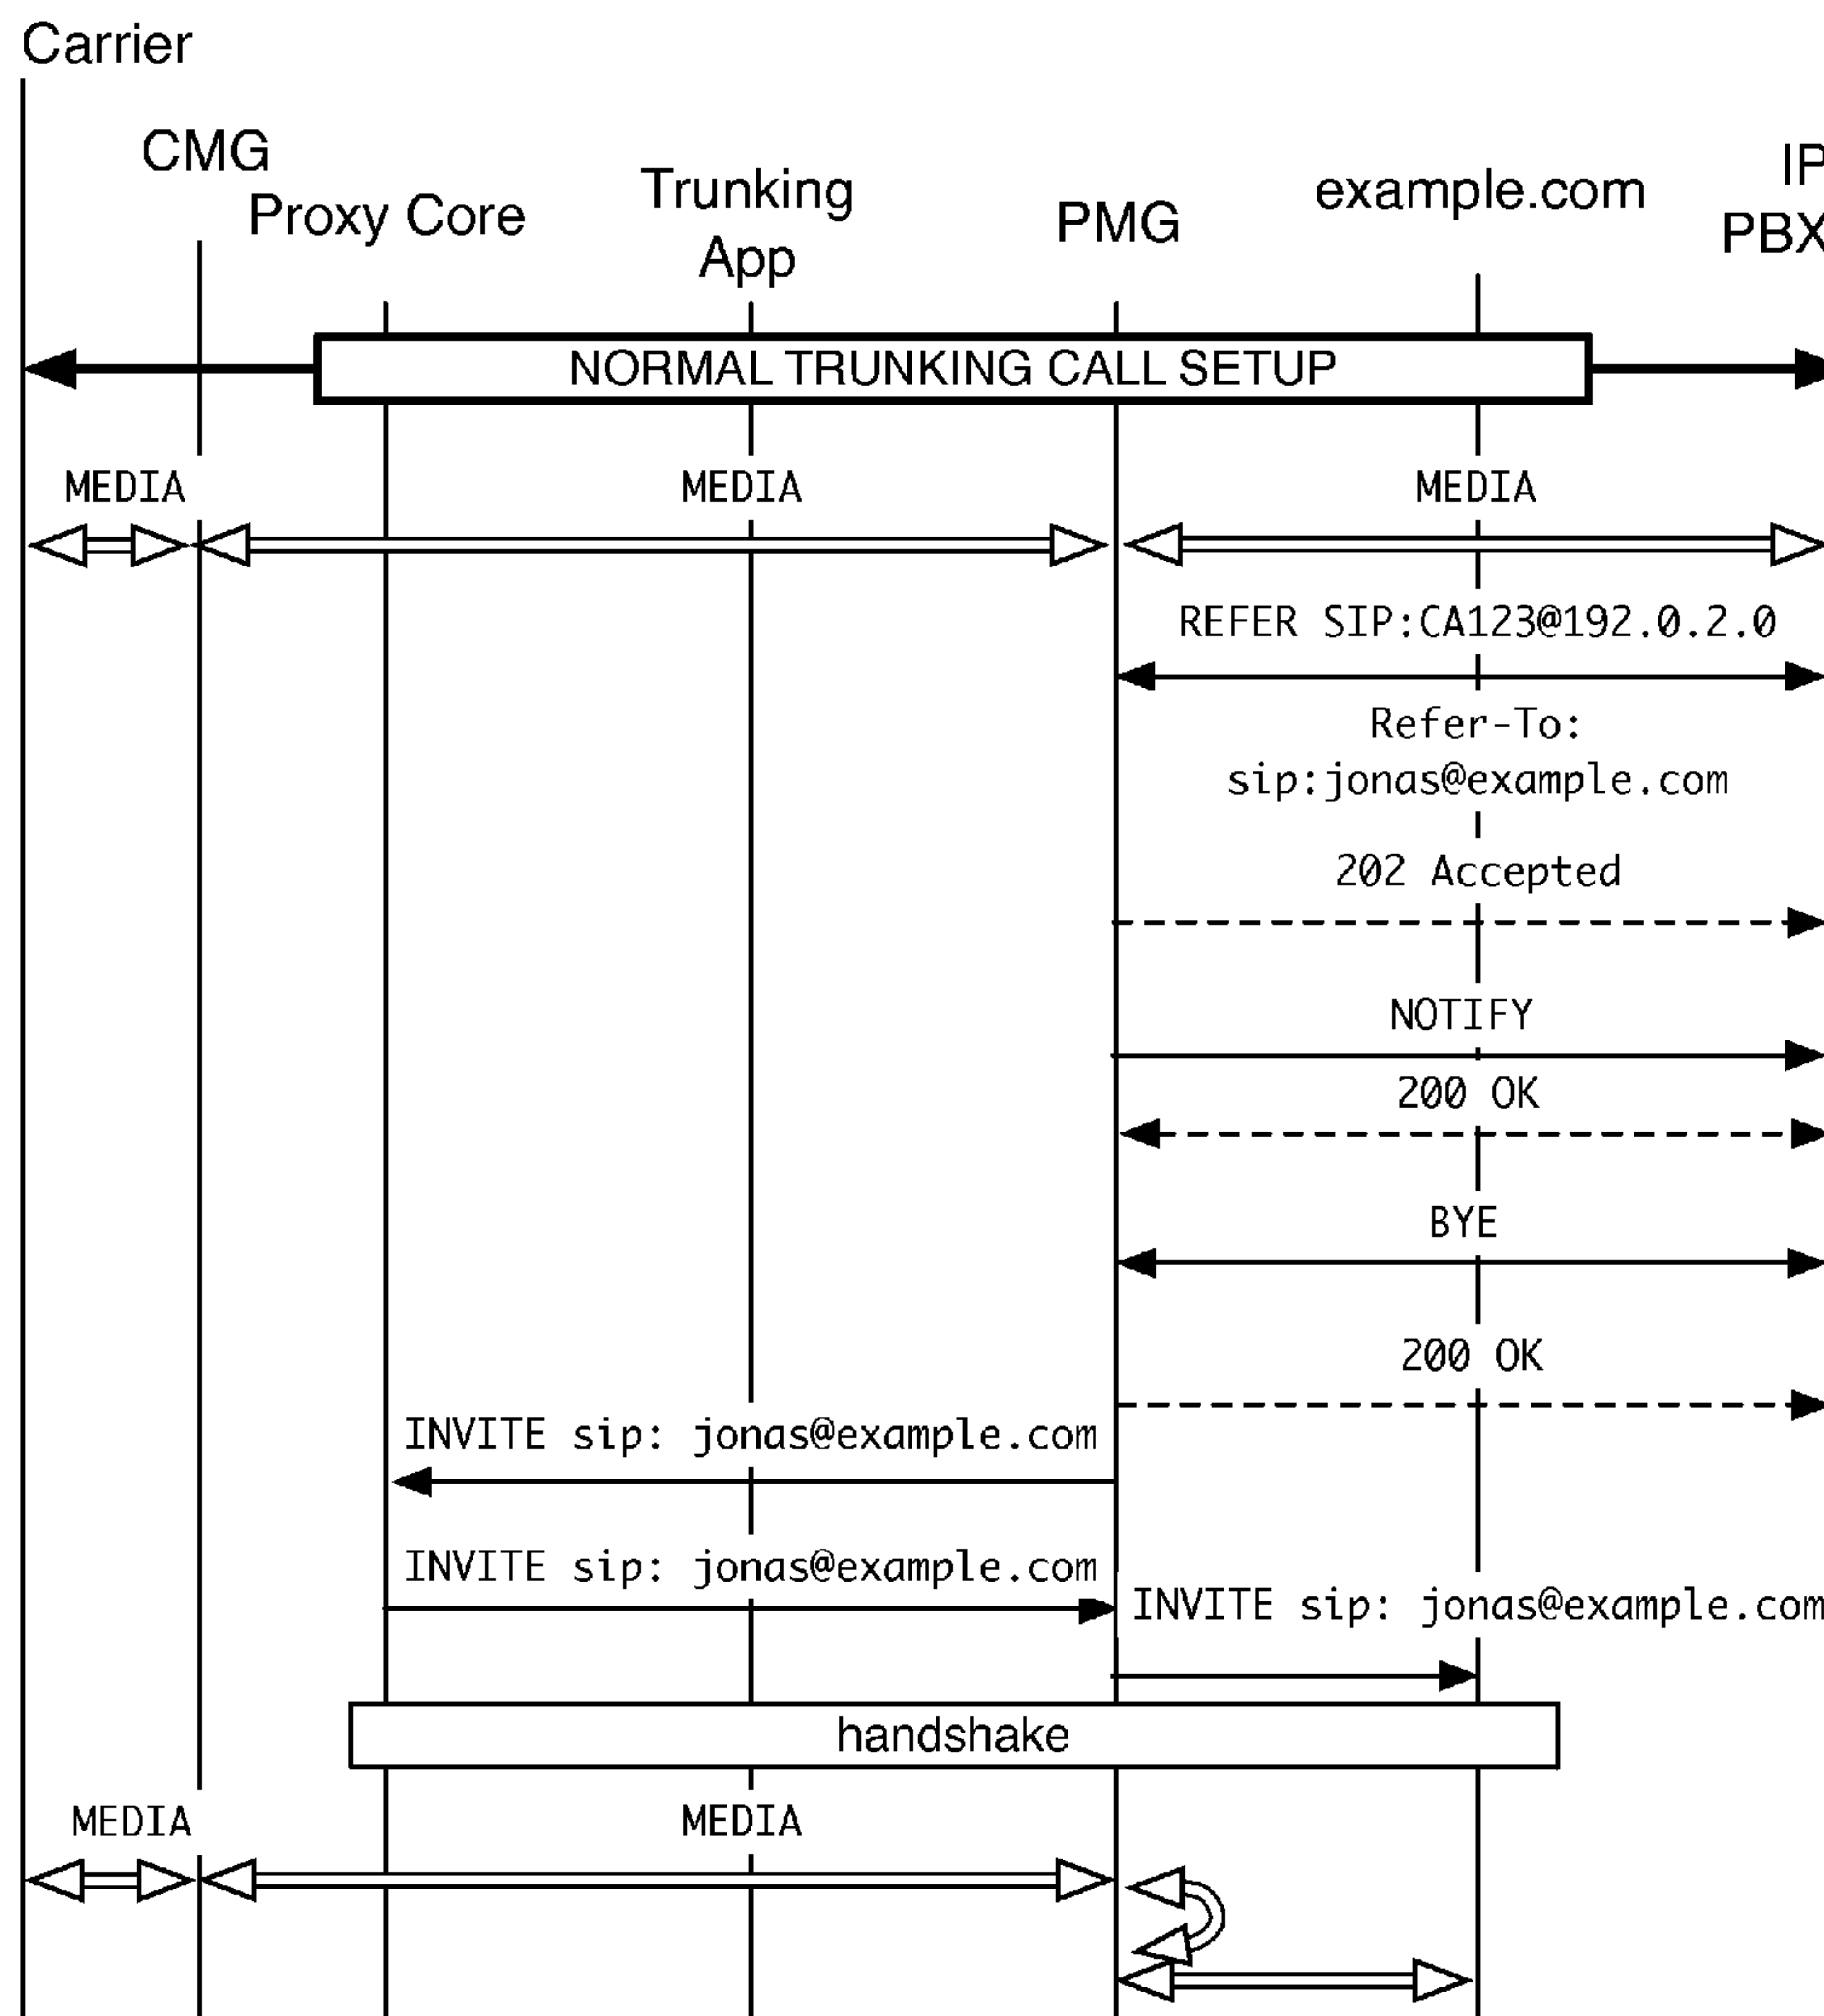 Carrier
CMG
Proxy Core
Trunking
App
PMG
example.com
IP
PBX
NORMAL TRUNKING CALL SETUP
MEDIA
MEDIA
MEDIA
REFER SIP:CA123@192.0.2.0
Refer-To:
sip:jonas@example.com
202 Accepted
NOTIFY
200 OK
BYE
200 OK
INVITE sip: jonas@example.com
INVITE sip: jonas@example.com
INVITE sip: jonas@example.com
handshake
MEDIA
MEDIA